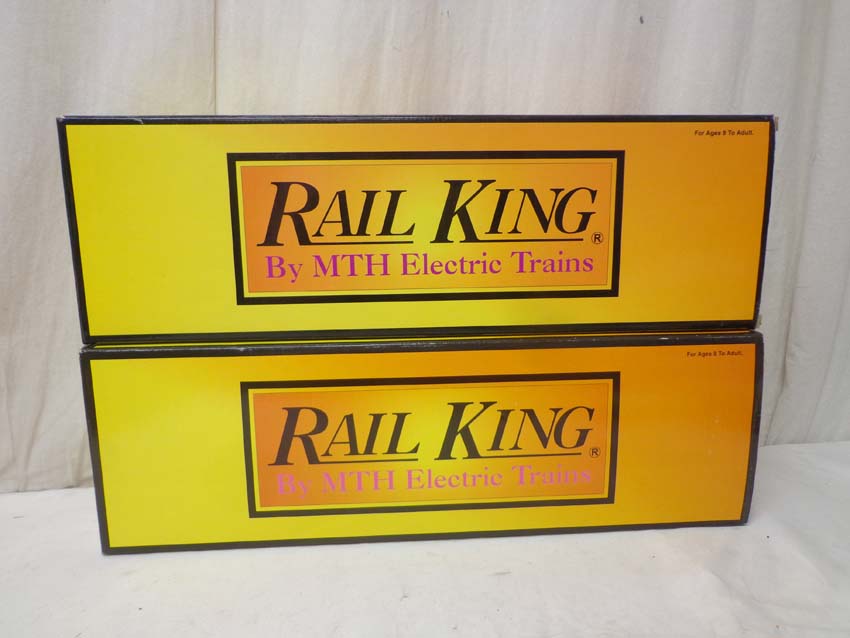 For Ages 8 To Adult.
RAIL KING®
By MTH Electric Trains
For Ages 8 To Adult.
RAIL KING®
By MTH Electric Trains